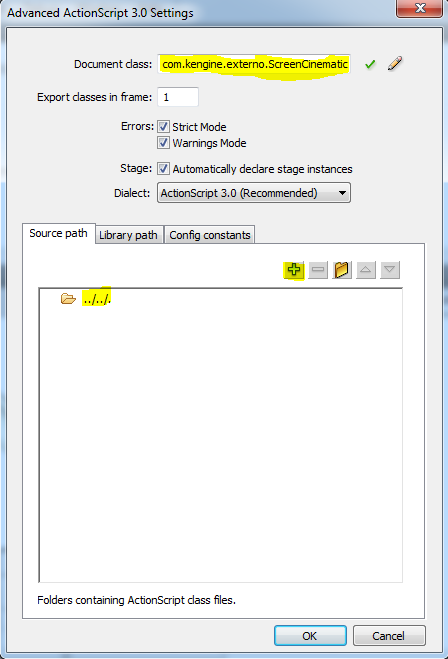 Advanced ActionScript 3.0 Settings
Document class: com.kengine.externo.ScreenCinematic
Export classes in frame: 1
Errors: Strict Mode
Warnings Mode
Stage: Automatically declare stage instances
Dialect: ActionScript 3.0 (Recommended)
Source path Library path Config constants
../../.
Folders containing ActionScript class files.
OK Cancel